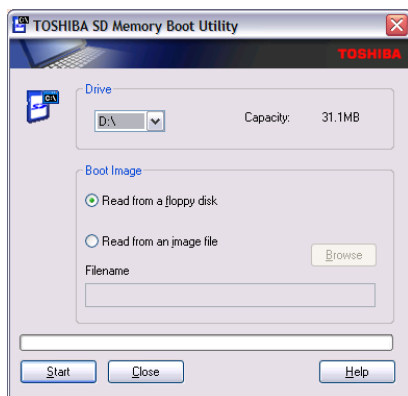 TOSHIBA SD Memory Boot Utility
TOSHIBA
C:\
SD
Drive
D:\ Capacity: 31.1MB
Boot Image
Read from a floppy disk
Read from an image file
Browse
Filename
Start Close Help